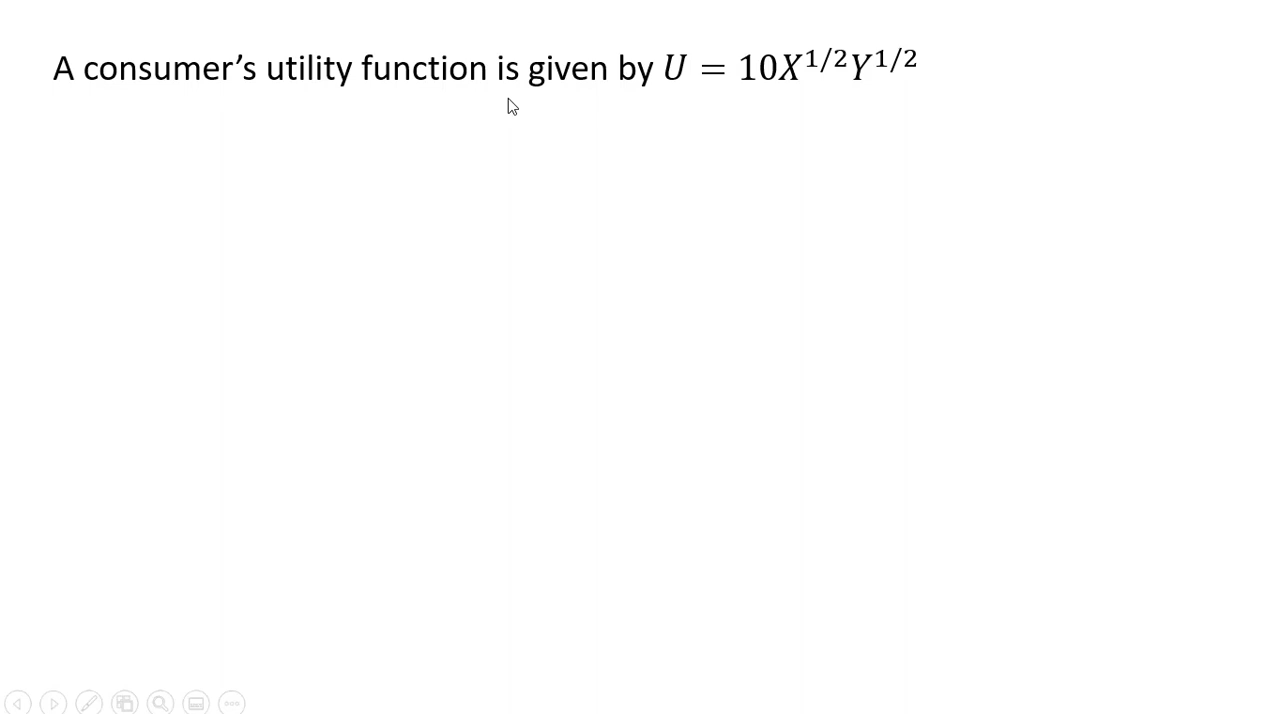 A consumer’s utility function is given by 𝑈 = 10𝑋^{1/2}𝑌^{1/2}